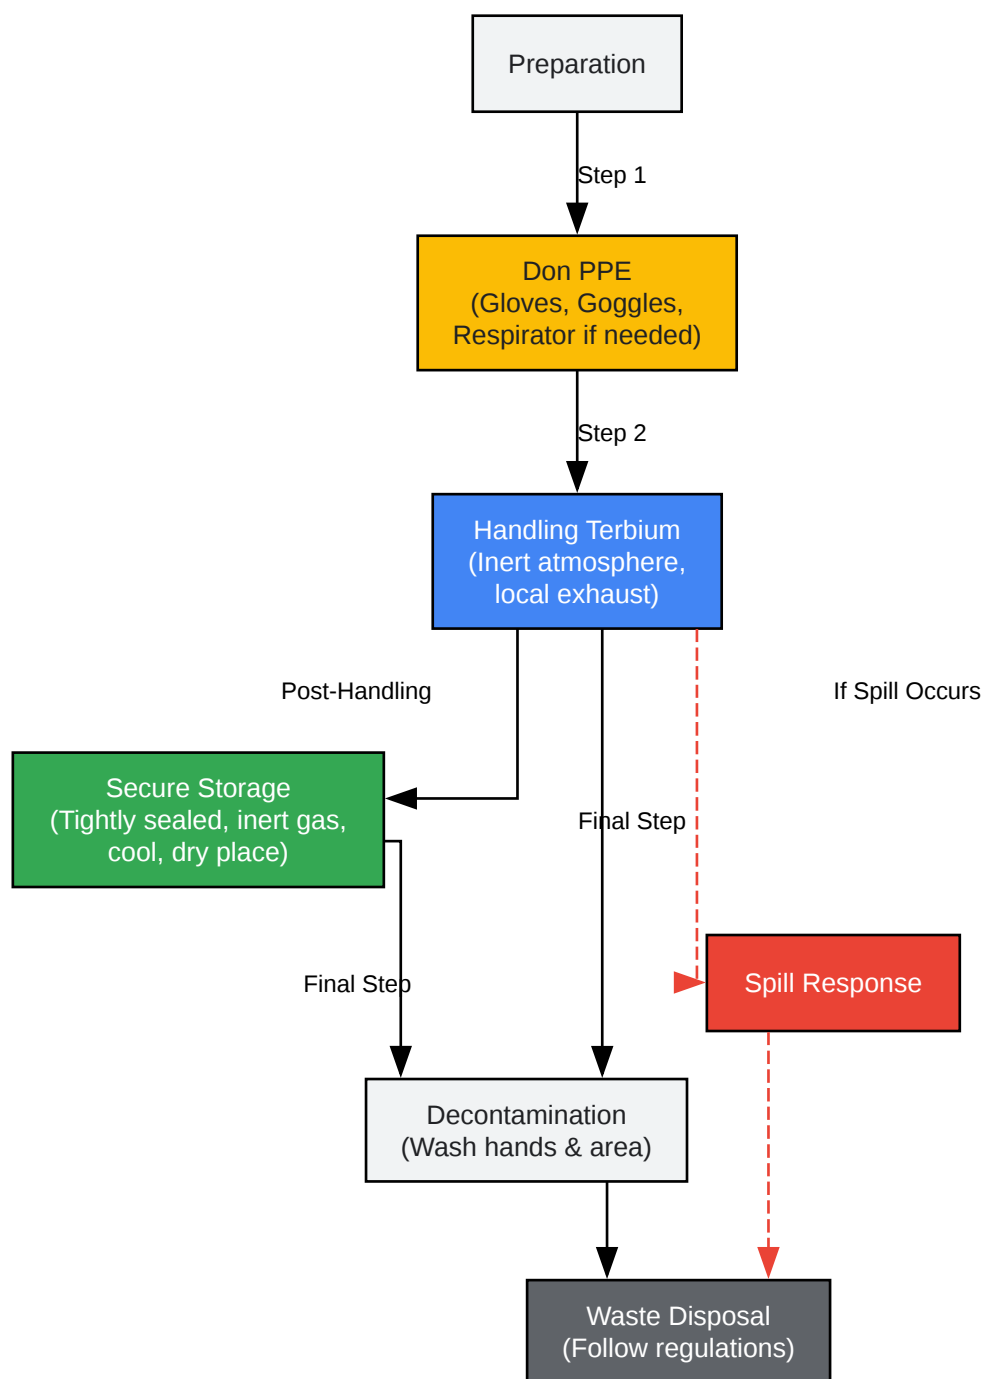 Preparation
Step 1
Don PPE
(Gloves, Goggles,
Respirator if needed)
Step 2
Handling Terbium
(Inert atmosphere,
local exhaust)
Post-Handling
If Spill Occurs
Secure Storage
(Tightly sealed, inert gas,
cool, dry place)
Final Step
Final Step
Spill Response
Decontamination
(Wash hands & area)
Waste Disposal
(Follow regulations)